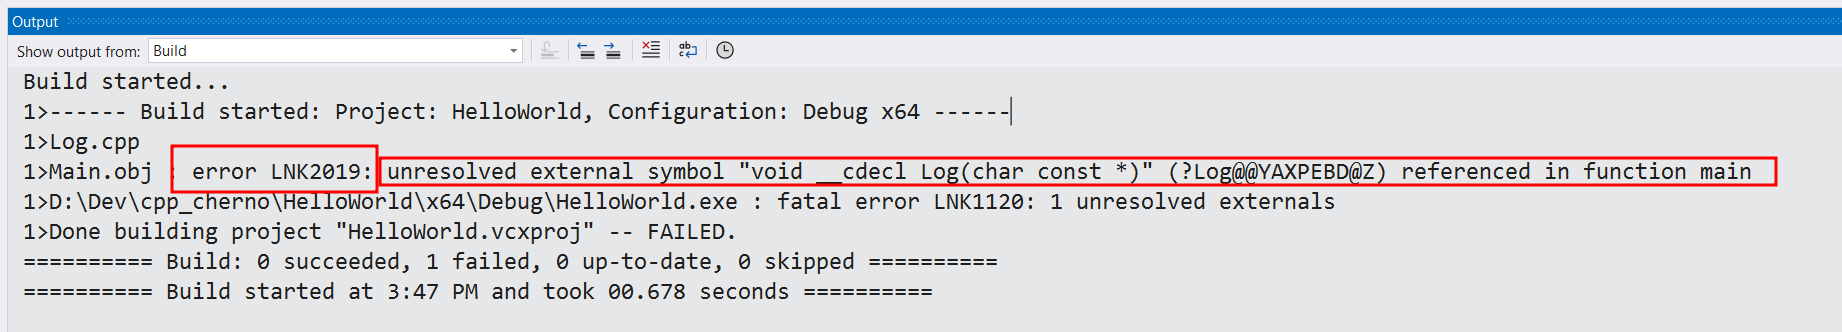 Output
Show output from: Build
Build started...
1>------ Build started: Project: HelloWorld, Configuration: Debug x64 ------
1>Log.cpp
1>Main.obj : error LNK2019: unresolved external symbol "void __cdecl Log(char const *)" (?Log@@YAXPEBD@Z) referenced in function main
1>D:\Dev\cpp_cherno\HelloWorld\x64\Debug\HelloWorld.exe : fatal error LNK1120: 1 unresolved externals
1>Done building project "HelloWorld.vcxproj" -- FAILED.
========== Build: 0 succeeded, 1 failed, 0 up-to-date, 0 skipped ==========
========== Build started at 3:47 PM and took 00.678 seconds ==========